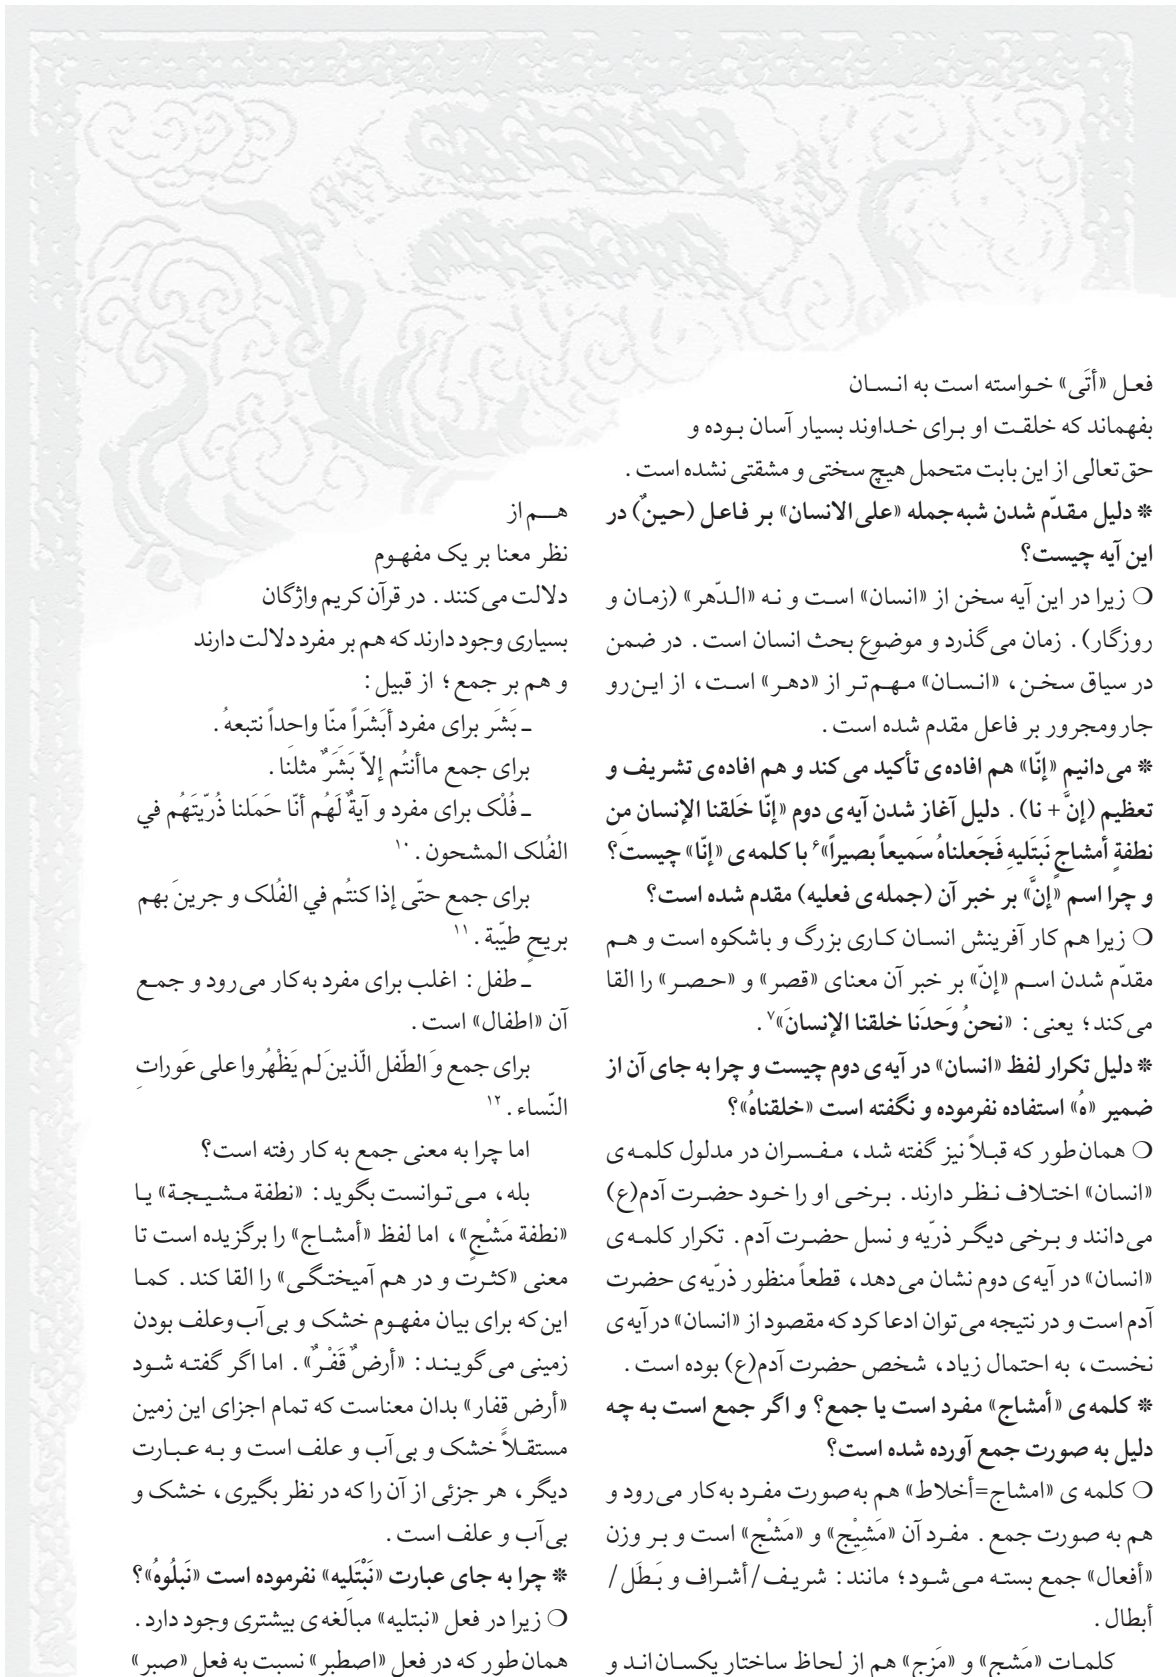 فعل «أتَی» خواسته است به انسان
بفهماند که خلقت او برای خداوند بسیار آسان بوده و
حق‌تعالی از این بابت متحمل هیچ سختی و مشقتی نشده است.
* دلیل مقدّم شدن شبه‌جمله «علی الانسان» بر فاعل (حینٌ) در
این آیه چیست؟
○ زیرا در این آیه سخن از «انسان» است و نه «الدّهر» (زمان و
روزگار). زمان می‌گذرد و موضوع بحث انسان است. در ضمن
در سیاق سخن، «انسان» مهم‌تر از «دهر» است، از این‌رو
جارومجرور بر فاعل مقدم شده است.
* می‌دانیم «إنّا» هم افاده‌ی تأکید می‌کند و هم افاده‌ی تشریف و
تعظیم (إنَّ + نا). دلیل آغاز شدن آیه‌ی دوم «إنّا خَلقنا الإنسان مِن
نطفةٍ أمشاجٍ نَبتَلیهِ فَجَعلناهُ سَمیعاً بصیراً»۶ با کلمه‌ی «إنّا» چیست؟
و چرا اسم «إنَّ» بر خبر آن (جمله‌ی فعلیه) مقدم شده است؟
○ زیرا هم کار آفرینش انسان کاری بزرگ و باشکوه است و هم
مقدّم شدن اسم «إنّ» بر خبر آن معنای «قصر» و «حصر» را القا
می‌کند؛ یعنی: «نحنُ وَحدَنا خلقنا الإنسانَ»۷.
* دلیل تکرار لفظ «انسان» در آیه‌ی دوم چیست و چرا به جای آن از
ضمیر «هُ» استفاده نفرموده و نگفته است «خلقناهُ»؟
○ همان‌طور که قبلاً نیز گفته شد، مفسران در مدلول کلمه‌ی
«انسان» اختلاف نظر دارند. برخی او را خود حضرت آدم(ع)
می‌دانند و برخی دیگر ذرّیه و نسل حضرت آدم. تکرار کلمه‌ی
«انسان» در آیه‌ی دوم نشان می‌دهد، قطعاً منظور ذرّیه‌ی حضرت
آدم است و در نتیجه می‌توان ادعا کرد که مقصود از «انسان» در آیه‌ی
نخست، به احتمال زیاد، شخص حضرت آدم(ع) بوده است.
* کلمه‌ی «أمشاج» مفرد است یا جمع؟ و اگر جمع است به چه
دلیل به صورت جمع آورده شده است؟
○ کلمه ی «امشاج=أخلاط» هم به صورت مفرد به‌کار می‌رود و
هم به صورت جمع. مفرد آن «مَشِیْج» و «مَشْج» است و بر وزن
«أفعال» جمع بسته می‌شود؛ مانند: شریف/أشراف و بَطَل/
أبطال.
کلمات «مَشج» و «مَزج» هم از لحاظ ساختار یکسان‌اند و
هم از
نظر معنا بر یک مفهوم
دلالت می‌کنند. در قرآن کریم واژگان
بسیاری وجود دارند که هم بر مفرد دلالت دارند
و هم بر جمع؛ از قبیل:
ـ بَشَر برای مفرد أبَشَراً منّا واحداً نتبعهُ.
برای جمع ماأنتُم إلاّ بَشَرٌ مثلَنا.
ـ فُلْک برای مفرد و آیةٌ لَهُم أنّا حَمَلنا ذُرّیتَهُم في
الفُلک المشحون.۱۰
برای جمع حتّی إذا کنتُم في الفُلک و جرینَ بهم
بریحٍ طیّبة.۱۱
ـ طفل: اغلب برای مفرد به‌کار می‌رود و جمع
آن «اطفال» است.
برای جمع وَ الطّفل الّذینَ لم یَظْهُروا علی عَوراتِ
النّساء.۱۲
اما چرا به معنی جمع به کار رفته است؟
بله، می‌توانست بگوید: «نطفة مشیجة» یا
«نطفة مَشْجٍ»، اما لفظ «أمشاج» را برگزیده است تا
معنی «کثرت و در هم آمیختگی» را القا کند. کما
این‌که برای بیان مفهوم خشک و بی‌آب‌وعلف بودن
زمینی می‌گویند: «أرضٌ قَفْرٌ». اما اگر گفته شود
«أرض قفار» بدان معناست که تمام اجزای این زمین
مستقلاً خشک و بی‌آب و علف است و به عبارت
دیگر، هر جزئی از آن را که در نظر بگیری، خشک و
بی‌آب و علف است.
* چرا به جای عبارت «نَبْتَلیه» نفرموده است «نَبلُوهُ»؟
○ زیرا در فعل «نبتلیه» مبالغه‌ی بیشتری وجود دارد.
همان‌طور که در فعل «اصطبر» نسبت به فعل «صبر»